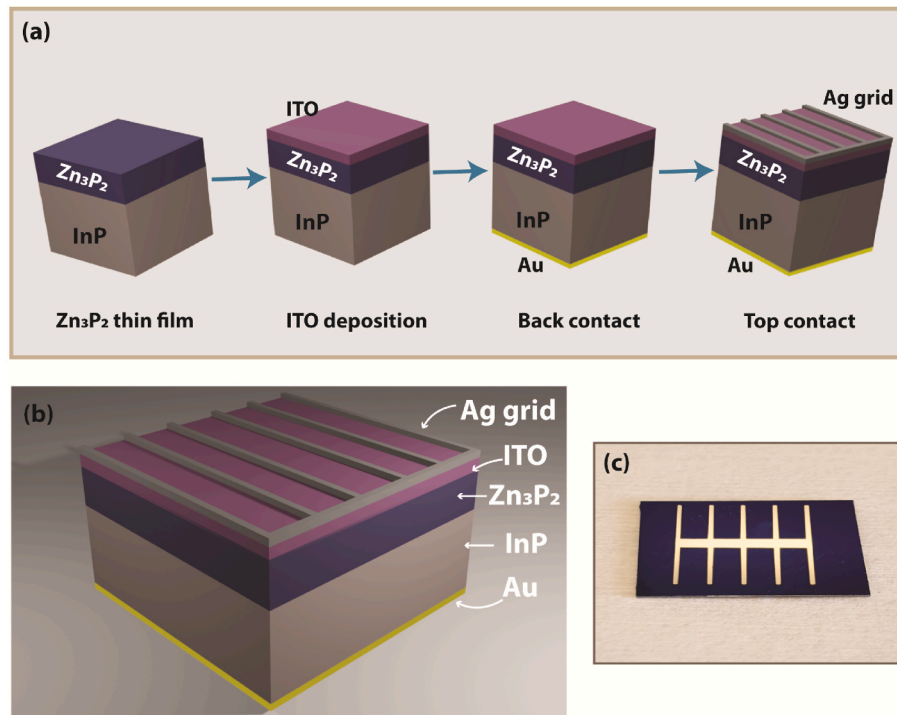 (a)
ITO
Zn₃P₂
InP
Zn₃P₂
InP
Zn₃P₂
InP
Au
Ag grid
Zn₃P₂
InP
Au
Zn₃P₂ thin film
ITO deposition
Back contact
Top contact
(b)
Ag grid
ITO
Zn₃P₂
InP
Au
(c)